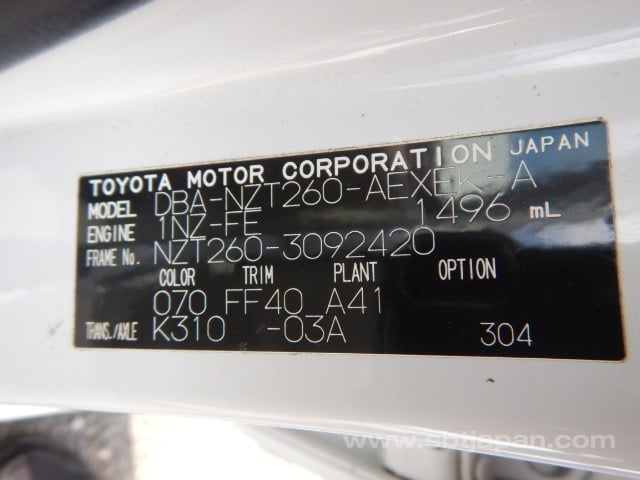 TOYOTA MOTOR CORPORATION JAPAN
MODEL DBA-NZT260-AEXEK-A
ENGINE 1NZ-FE 1496 mL
FRAME No. NZT260-3092420
COLOR TRIM PLANT OPTION
070 FF40 A41
TRANS./AXLE K310 -03A 304
www.sbtjapan.com